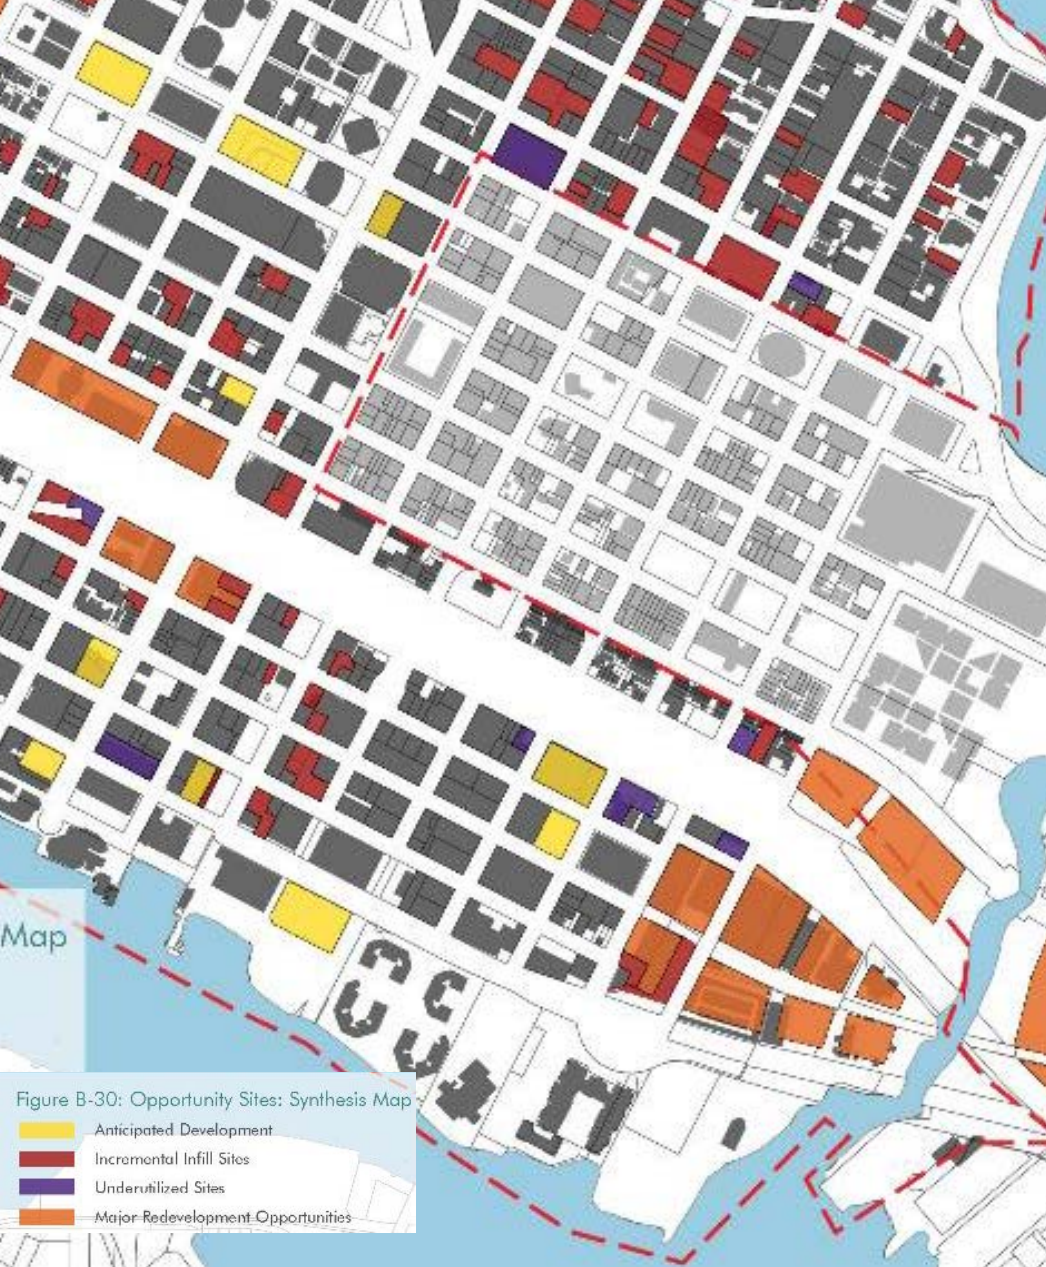 Map
Figure B-30: Opportunity Sites: Synthesis Map
Anticipated Development
Incremental Infill Sites
Underutilized Sites
Major Redevelopment Opportunities